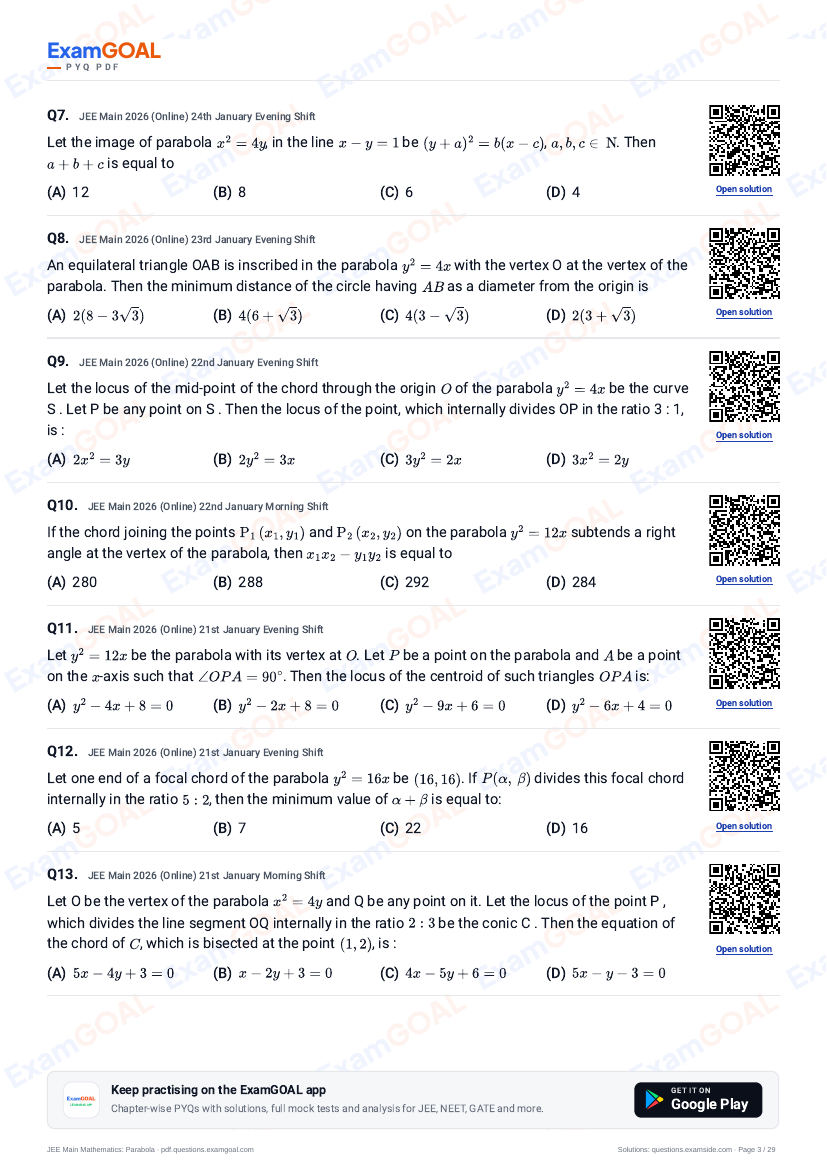 ExamGOAL
PYQ PDF
Q7. JEE Main 2026 (Online) 24th January Evening Shift
Let the image of parabola x² = 4y, in the line x − y = 1 be (y + a)² = b(x − c), a, b, c ∈ N. Then
a + b + c is equal to
(A) 12 (B) 8 (C) 6 (D) 4
Open solution
Q8. JEE Main 2026 (Online) 23rd January Evening Shift
An equilateral triangle OAB is inscribed in the parabola y² = 4x with the vertex O at the vertex of the
parabola. Then the minimum distance of the circle having AB as a diameter from the origin is
(A) 2(8 − 3√3) (B) 4(6 + √3) (C) 4(3 − √3) (D) 2(3 + √3)
Open solution
Q9. JEE Main 2026 (Online) 22nd January Evening Shift
Let the locus of the mid-point of the chord through the origin O of the parabola y² = 4x be the curve
S . Let P be any point on S . Then the locus of the point, which internally divides OP in the ratio 3 : 1,
is :
(A) 2x² = 3y (B) 2y² = 3x (C) 3y² = 2x (D) 3x² = 2y
Open solution
Q10. JEE Main 2026 (Online) 22nd January Morning Shift
If the chord joining the points P₁ (x₁, y₁) and P₂ (x₂, y₂) on the parabola y² = 12x subtends a right
angle at the vertex of the parabola, then x₁x₂ − y₁y₂ is equal to
(A) 280 (B) 288 (C) 292 (D) 284
Open solution
Q11. JEE Main 2026 (Online) 21st January Evening Shift
Let y² = 12x be the parabola with its vertex at O. Let P be a point on the parabola and A be a point
on the x-axis such that ∠OPA = 90°. Then the locus of the centroid of such triangles OPA is:
(A) y² − 4x + 8 = 0 (B) y² − 2x + 8 = 0 (C) y² − 9x + 6 = 0 (D) y² − 6x + 4 = 0
Open solution
Q12. JEE Main 2026 (Online) 21st January Evening Shift
Let one end of a focal chord of the parabola y² = 16x be (16, 16). If P(α, β) divides this focal chord
internally in the ratio 5 : 2, then the minimum value of α + β is equal to:
(A) 5 (B) 7 (C) 22 (D) 16
Open solution
Q13. JEE Main 2026 (Online) 21st January Morning Shift
Let O be the vertex of the parabola x² = 4y and Q be any point on it. Let the locus of the point P ,
which divides the line segment OQ internally in the ratio 2 : 3 be the conic C . Then the equation of
the chord of C, which is bisected at the point (1, 2), is :
(A) 5x − 4y + 3 = 0 (B) x − 2y + 3 = 0 (C) 4x − 5y + 6 = 0 (D) 5x − y − 3 = 0
Open solution
ExamGOAL
Keep practising on the ExamGOAL app
Chapter-wise PYQs with solutions, full mock tests and analysis for JEE, NEET, GATE and more.
GET IT ON
Google Play
JEE Main Mathematics: Parabola · pdf.questions.examgoal.com
Solutions: questions.examside.com · Page 3 / 29